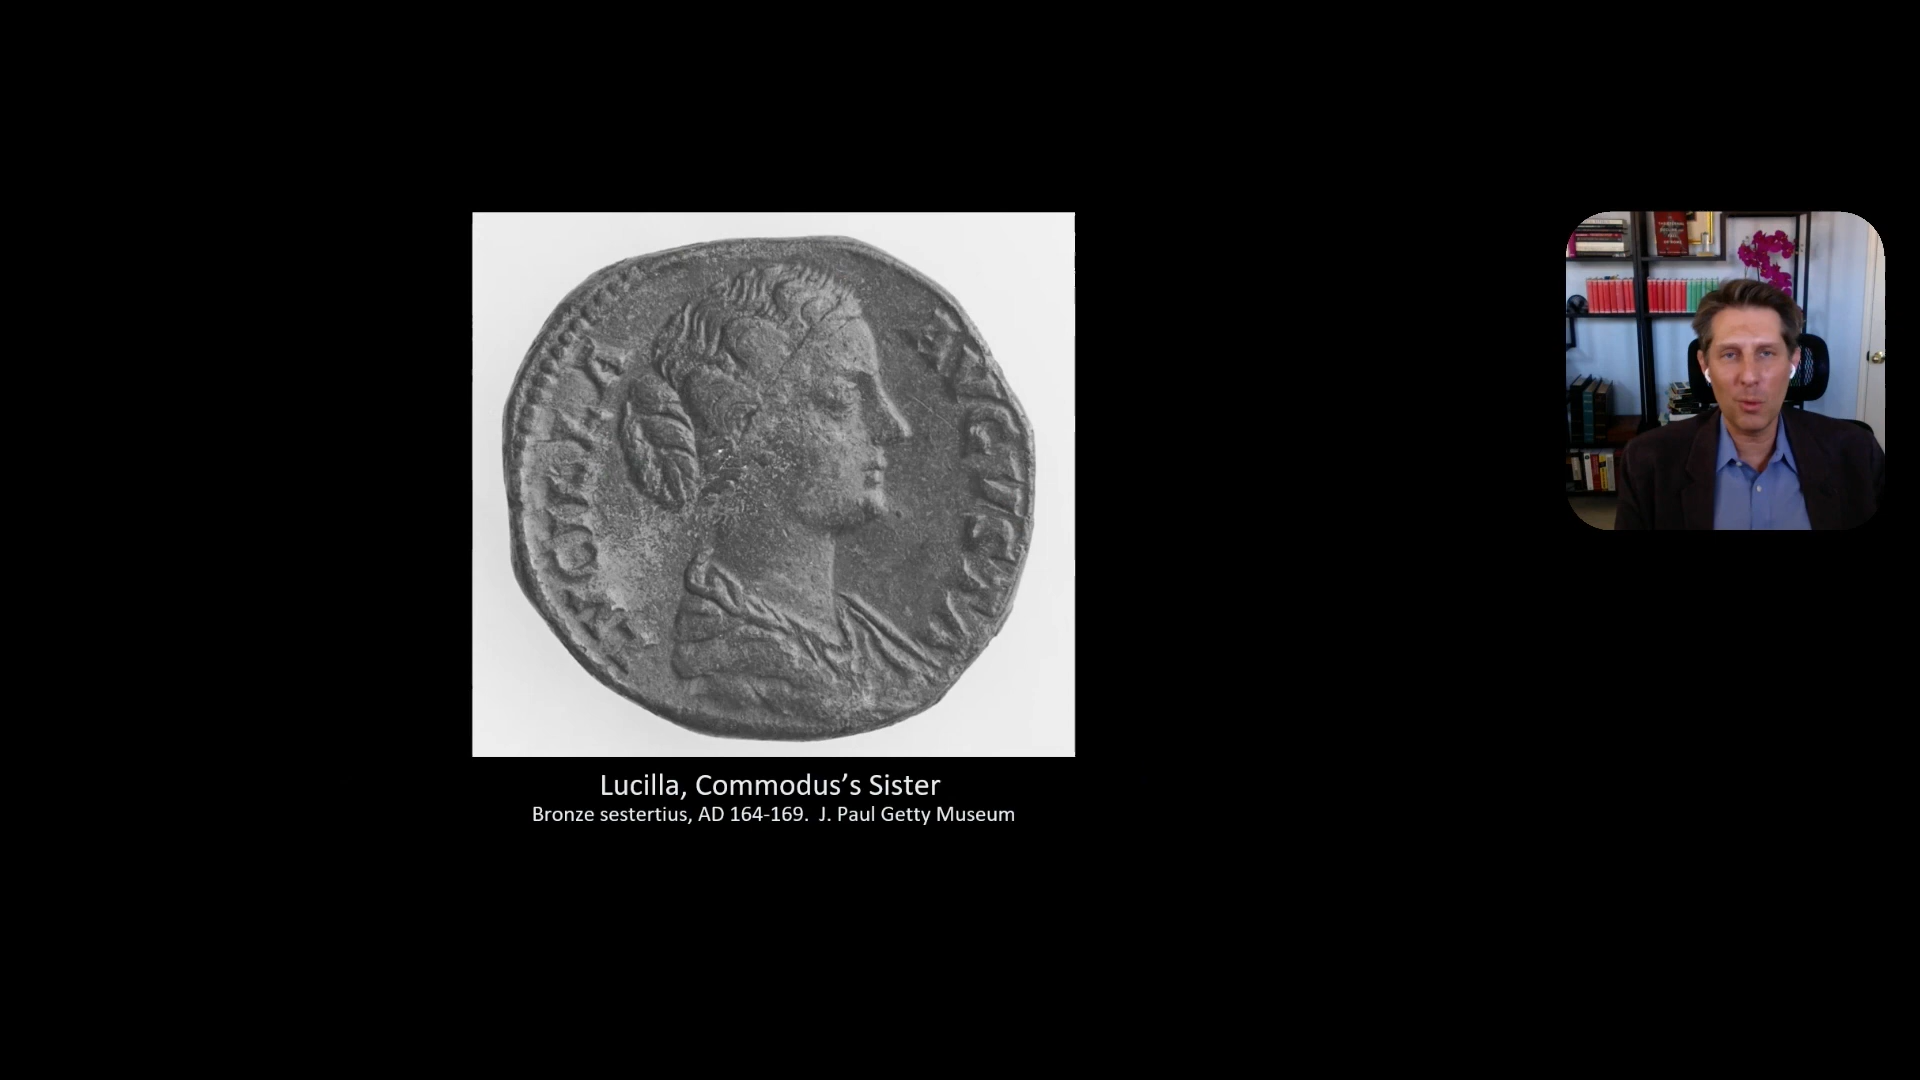 LVCILLA AVGVSTA
Lucilla, Commodus’s Sister
Bronze sestertius, AD 164-169.  J. Paul Getty Museum